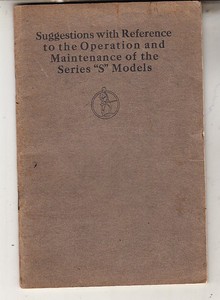 Suggestions with Reference
to the Operation and
Maintenance of the
Series "S" Models